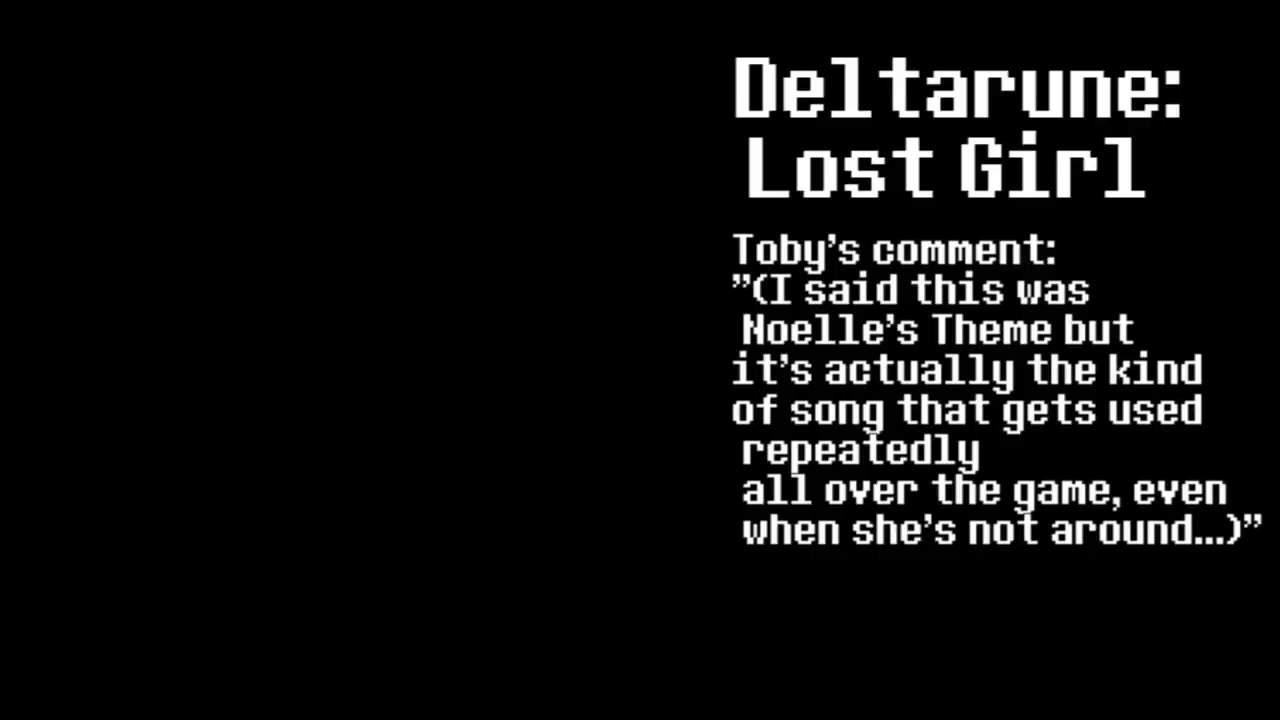 Deltarune:
Lost Girl
Toby’s comment:
”(I said this was
Noelle’s Theme but
it’s actually the kind
of song that gets used
repeatedly
all over the game, even
when she’s not around...)”